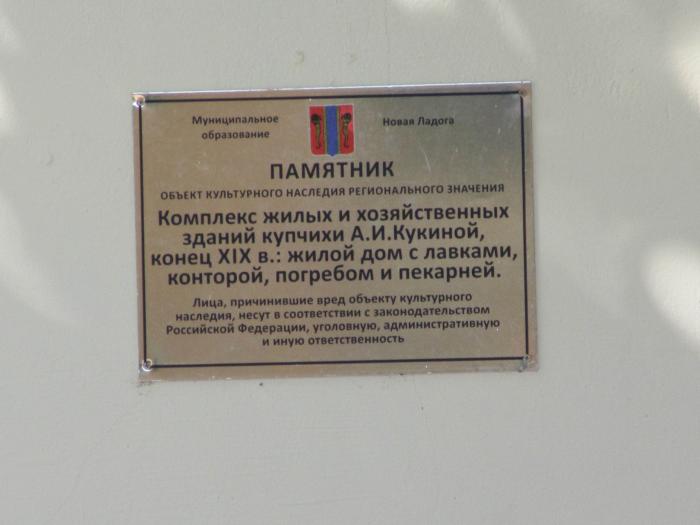 Муниципальное образование
Новая Ладога
ПАМЯТНИК
ОБЪЕКТ КУЛЬТУРНОГО НАСЛЕДИЯ РЕГИОНАЛЬНОГО ЗНАЧЕНИЯ
Комплекс жилых и хозяйственных
зданий купчихи А.И.Кукиной,
конец XIX в.: жилой дом с лавками,
конторой, погребом и пекарней.
Лица, причинившие вред объекту культурного
наследия, несут в соответствии с законодательством
Российской Федерации, уголовную, административную
и иную ответственность